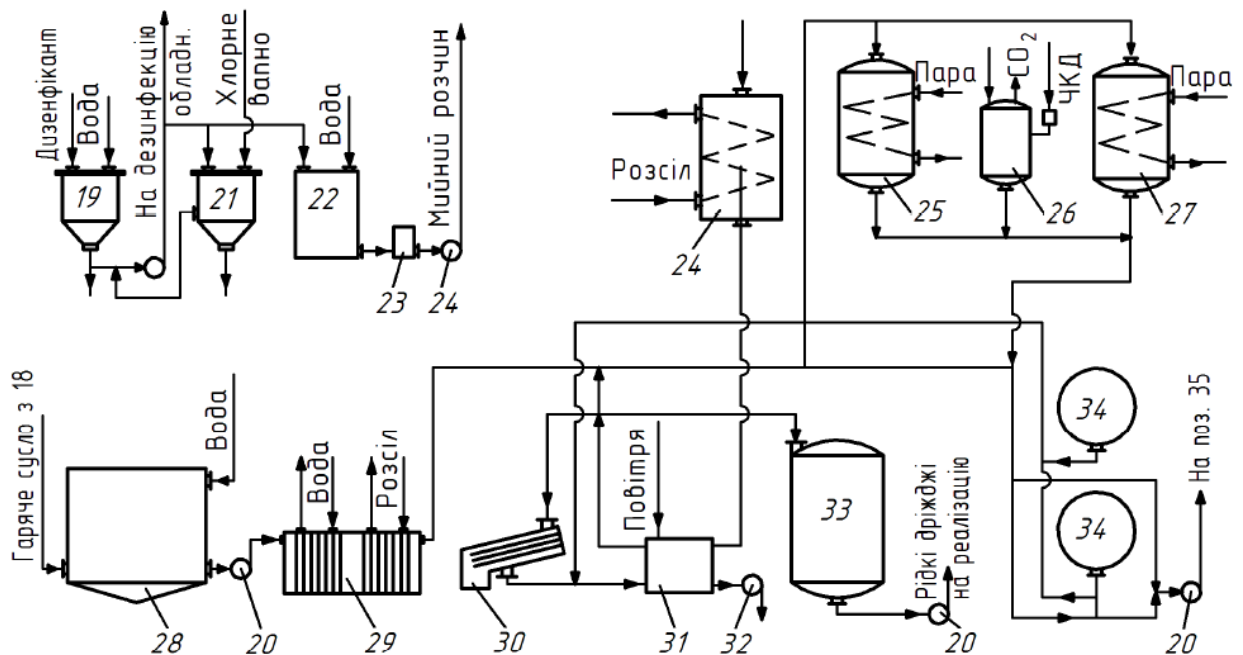 Дизенфікант
Вода
На дезинфекцію
обладн.
Хлорне
вапно
Вода
Мийний розчин
19
21
22
23
24
Розсіл
24
Пара
25
CO2
ЧКД
26
Пара
27
Гаряче сусло з 18
Вода
28
20
Вода
Розсіл
29
30
Повітря
31
32
33
Рідкі дріжджі
на реалізацію
20
34
34
На поз. 35
20